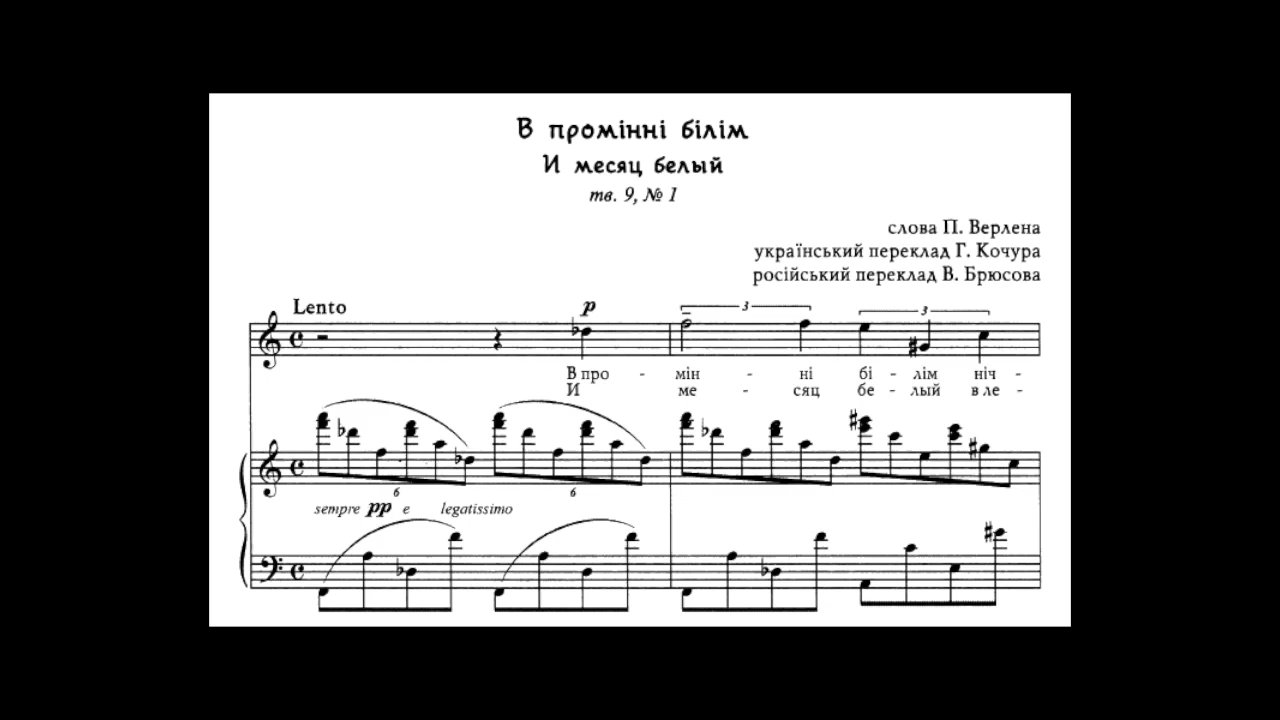 В промінні білім
И месяц белый
тв. 9, № 1
слова П. Верлена
український переклад Г. Кочура
російський переклад В. Брюсова
Lento
p
3 3
В про - мін - ні бі - лім ніч -
И ме - сяц бе - лый в ле -
6 6
sempre pp e legatissimo